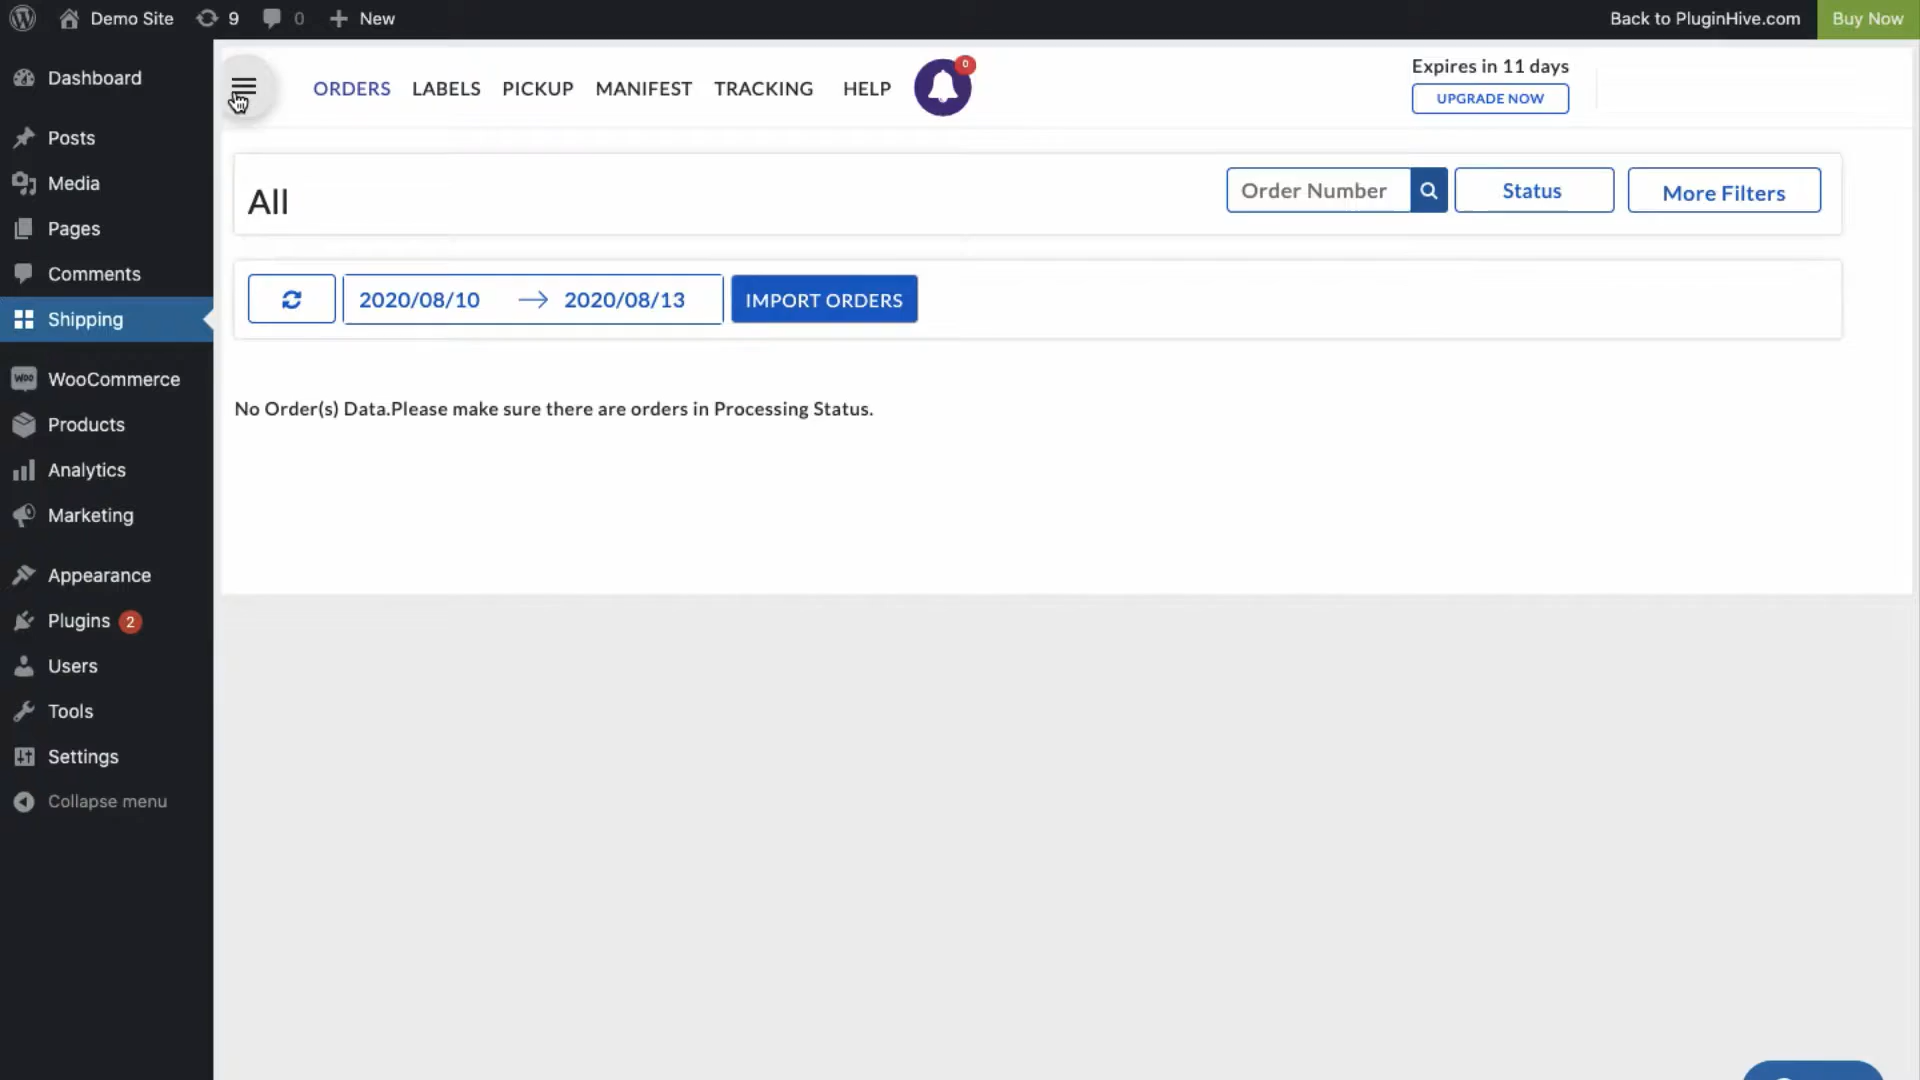 Demo Site 9 0 New Back to PluginHive.com Buy Now
Dashboard
Posts
Media
Pages
Comments
Shipping
WooCommerce
Products
Analytics
Marketing
Appearance
Plugins 2
Users
Tools
Settings
Collapse menu
ORDERS LABELS PICKUP MANIFEST TRACKING HELP 0
Expires in 11 days
UPGRADE NOW
All
Order Number Status More Filters
2020/08/10 → 2020/08/13 IMPORT ORDERS
No Order(s) Data.Please make sure there are orders in Processing Status.